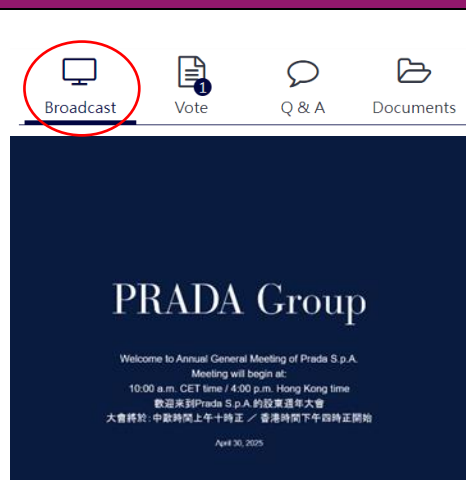 Broadcast
1
Vote
Q & A
Documents
PRADA Group
Welcome to Annual General Meeting of Prada S.p.A.
Meeting will begin at:
10:00 a.m. CET time / 4:00 p.m. Hong Kong time
歡迎來到Prada S.p.A.的股東週年大會
大會將於: 中歐時間上午十時正 ／ 香港時間下午四時正開始
April 30, 2025